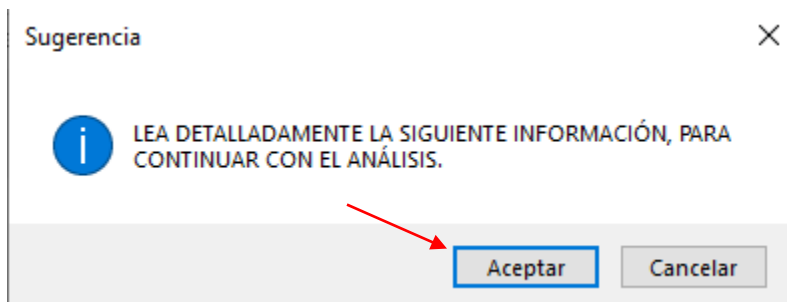 Sugerencia
LEA DETALLADAMENTE LA SIGUIENTE INFORMACIÓN, PARA
CONTINUAR CON EL ANÁLISIS.
Aceptar
Cancelar